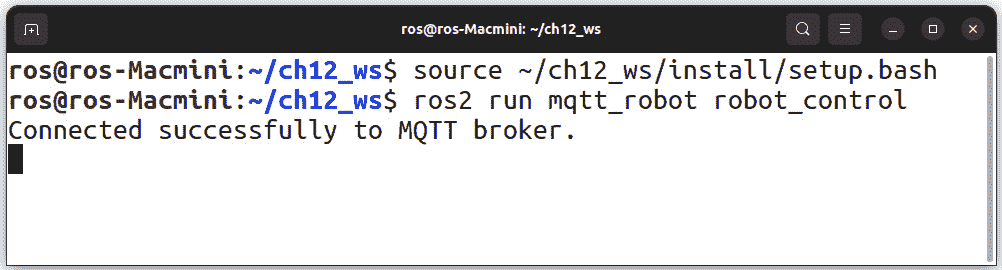 ros@ros-Macmini: ~/ch12_ws
ros@ros-Macmini:~/ch12_ws$ source ~/ch12_ws/install/setup.bash
ros@ros-Macmini:~/ch12_ws$ ros2 run mqtt_robot robot_control
Connected successfully to MQTT broker.